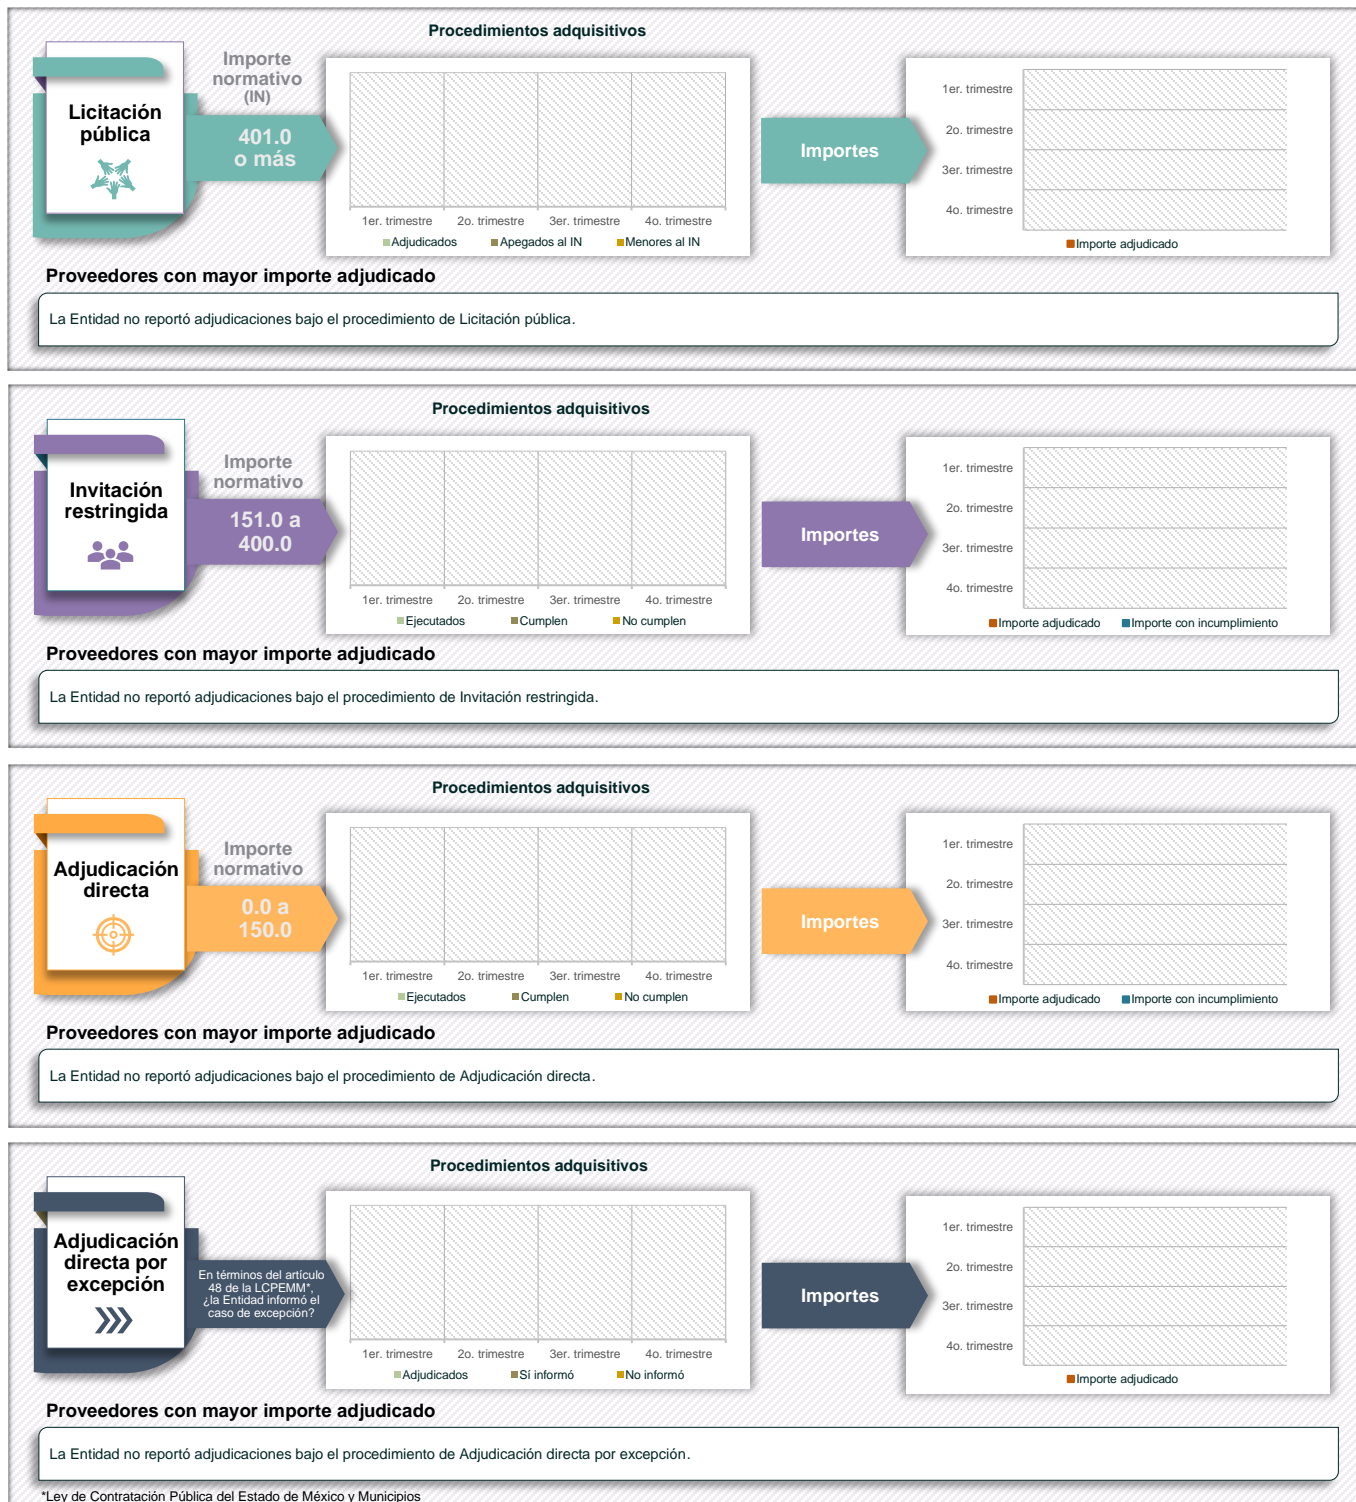 Procedimientos adquisitivos
Licitación
pública
Importe
normativo
(IN)
401.0
o más
1er. trimestre 2o. trimestre 3er. trimestre 4o. trimestre
Adjudicados Apegados al IN Menores al IN
Importes
1er. trimestre
2o. trimestre
3er. trimestre
4o. trimestre
Importe adjudicado
Proveedores con mayor importe adjudicado
La Entidad no reportó adjudicaciones bajo el procedimiento de Licitación pública.
Procedimientos adquisitivos
Invitación
restringida
Importe
normativo
151.0 a
400.0
1er. trimestre 2o. trimestre 3er. trimestre 4o. trimestre
Ejecutados Cumplen No cumplen
Importes
1er. trimestre
2o. trimestre
3er. trimestre
4o. trimestre
Importe adjudicado Importe con incumplimiento
Proveedores con mayor importe adjudicado
La Entidad no reportó adjudicaciones bajo el procedimiento de Invitación restringida.
Procedimientos adquisitivos
Adjudicación
directa
Importe
normativo
0.0 a
150.0
1er. trimestre 2o. trimestre 3er. trimestre 4o. trimestre
Ejecutados Cumplen No cumplen
Importes
1er. trimestre
2o. trimestre
3er. trimestre
4o. trimestre
Importe adjudicado Importe con incumplimiento
Proveedores con mayor importe adjudicado
La Entidad no reportó adjudicaciones bajo el procedimiento de Adjudicación directa.
Procedimientos adquisitivos
Adjudicación
directa por
excepción
En términos del artículo
48 de la LCPEMM*,
¿la Entidad informó el
caso de excepción?
1er. trimestre 2o. trimestre 3er. trimestre 4o. trimestre
Adjudicados Sí informó No informó
Importes
1er. trimestre
2o. trimestre
3er. trimestre
4o. trimestre
Importe adjudicado
Proveedores con mayor importe adjudicado
La Entidad no reportó adjudicaciones bajo el procedimiento de Adjudicación directa por excepción.
*Ley de Contratación Pública del Estado de México y Municipios